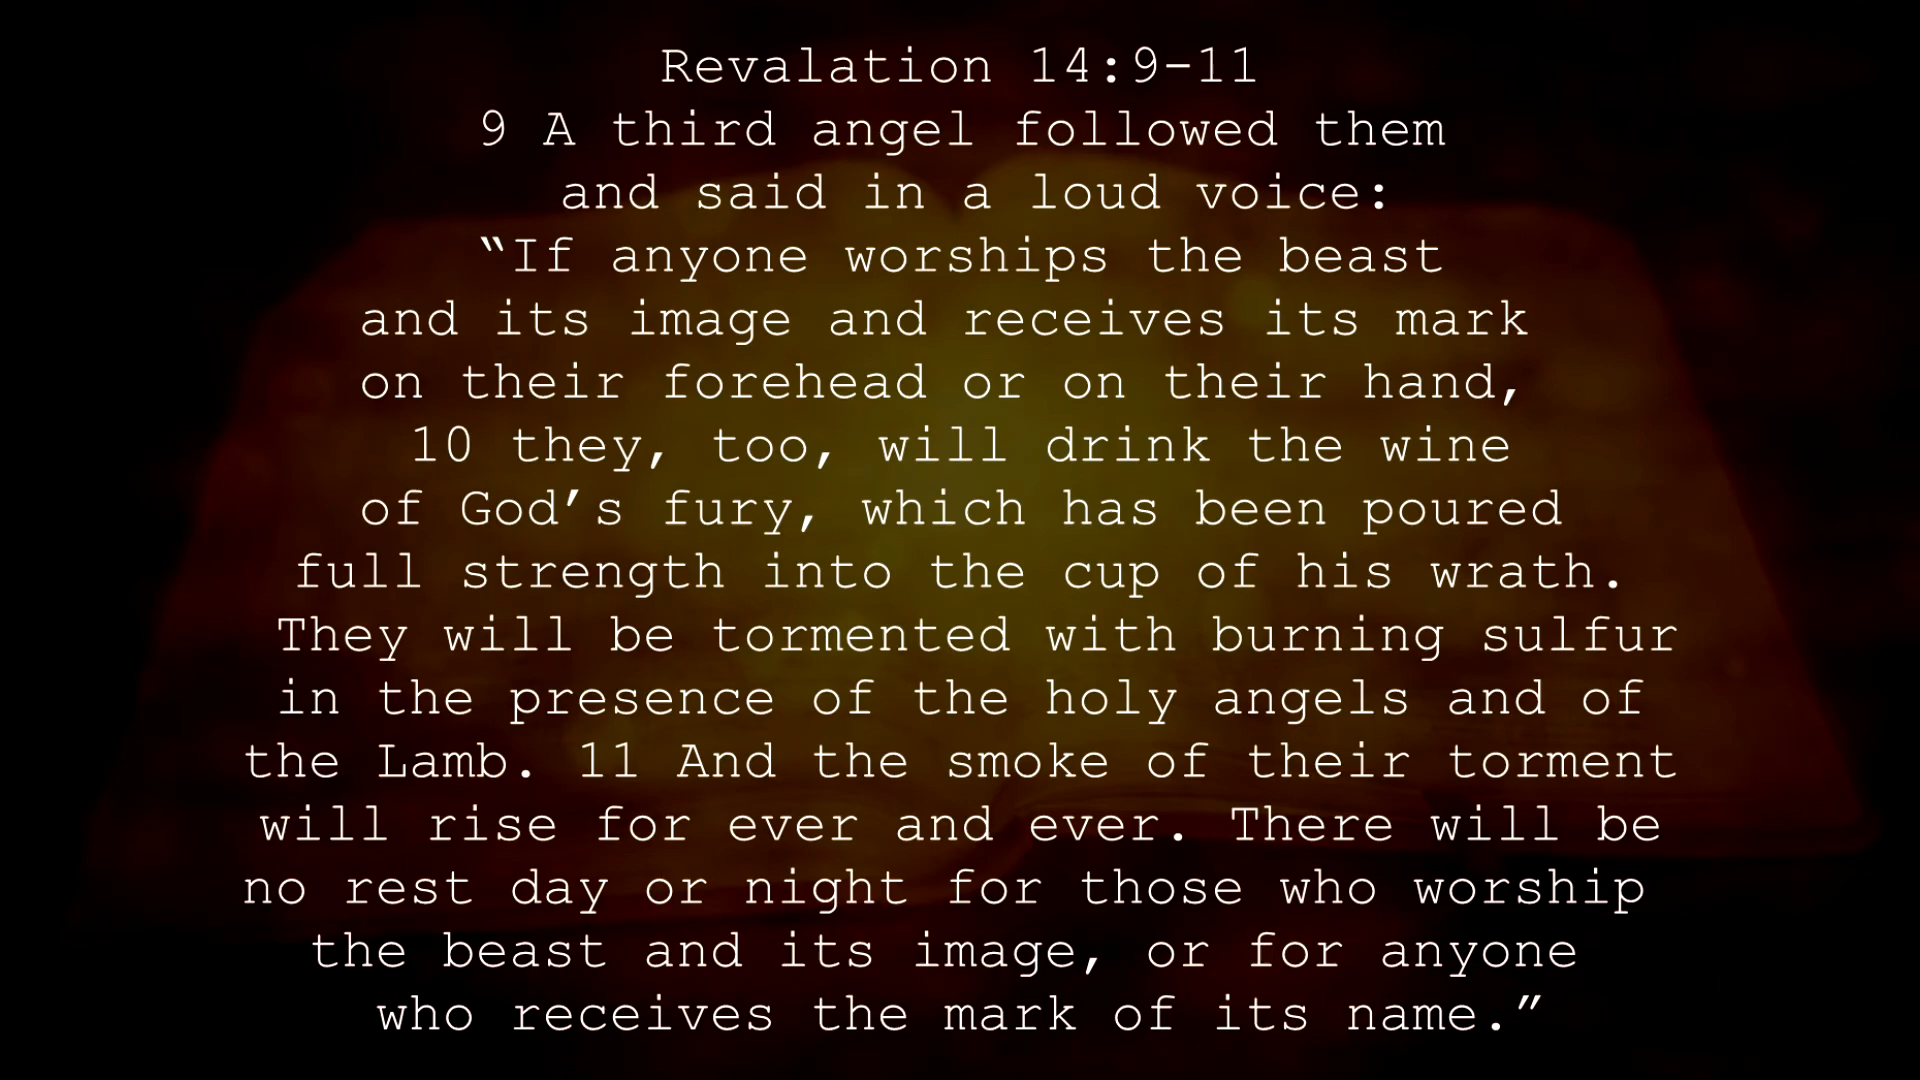 Revalation 14:9-11
9 A third angel followed them
and said in a loud voice:
“If anyone worships the beast
and its image and receives its mark
on their forehead or on their hand,
10 they, too, will drink the wine
of God’s fury, which has been poured
full strength into the cup of his wrath.
They will be tormented with burning sulfur
in the presence of the holy angels and of
the Lamb. 11 And the smoke of their torment
will rise for ever and ever. There will be
no rest day or night for those who worship
the beast and its image, or for anyone
who receives the mark of its name.”